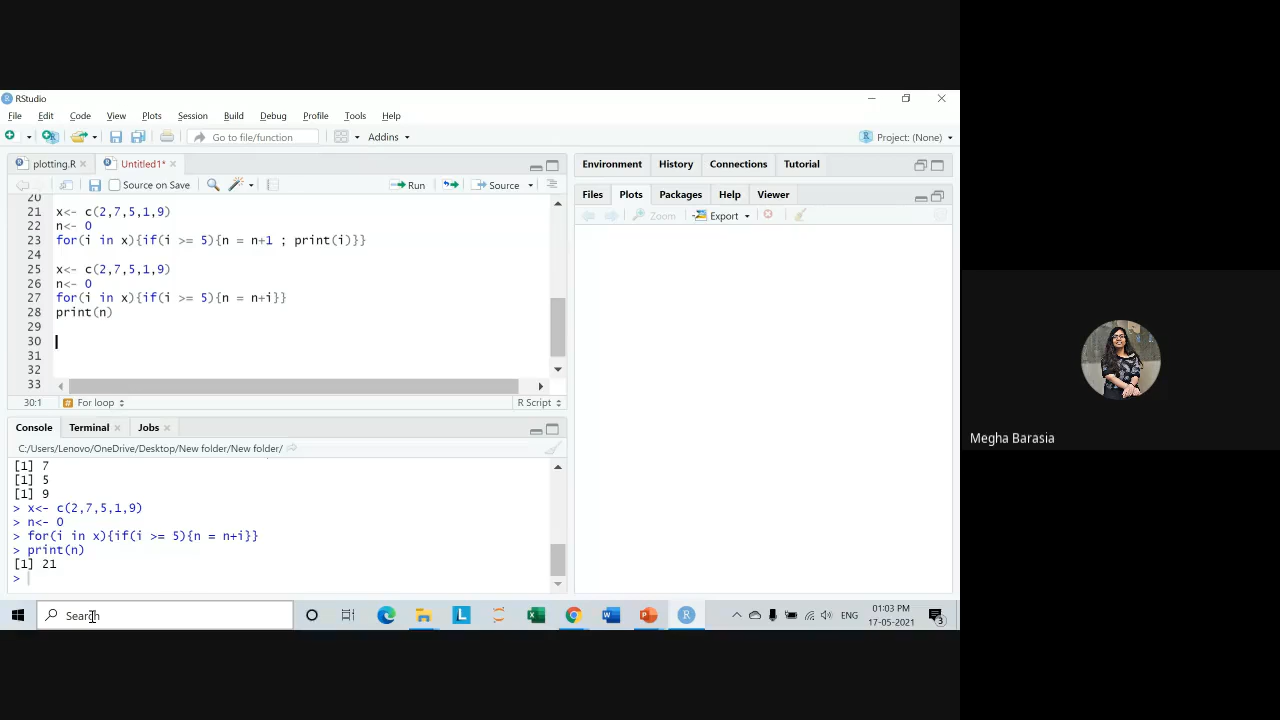 RStudio
File Edit Code View Plots Session Build Debug Profile Tools Help
Go to file/function Addins Project: (None)
plotting.R Untitled1*
Source on Save Run Source
20
21 x<- c(2,7,5,1,9)
22 n<- 0
23 for(i in x){if(i >= 5){n = n+1 ; print(i)}}
24
25 x<- c(2,7,5,1,9)
26 n<- 0
27 for(i in x){if(i >= 5){n = n+i}}
28 print(n)
29
30
31
32
33
30:1 # For loop R Script
Console Terminal Jobs
C:/Users/Lenovo/OneDrive/Desktop/New folder/New folder/
[1] 7
[1] 5
[1] 9
> x<- c(2,7,5,1,9)
> n<- 0
> for(i in x){if(i >= 5){n = n+i}}
> print(n)
[1] 21
>
Environment History Connections Tutorial
Files Plots Packages Help Viewer
Zoom Export
Megha Barasia
Search
ENG
01:03 PM
17-05-2021
3